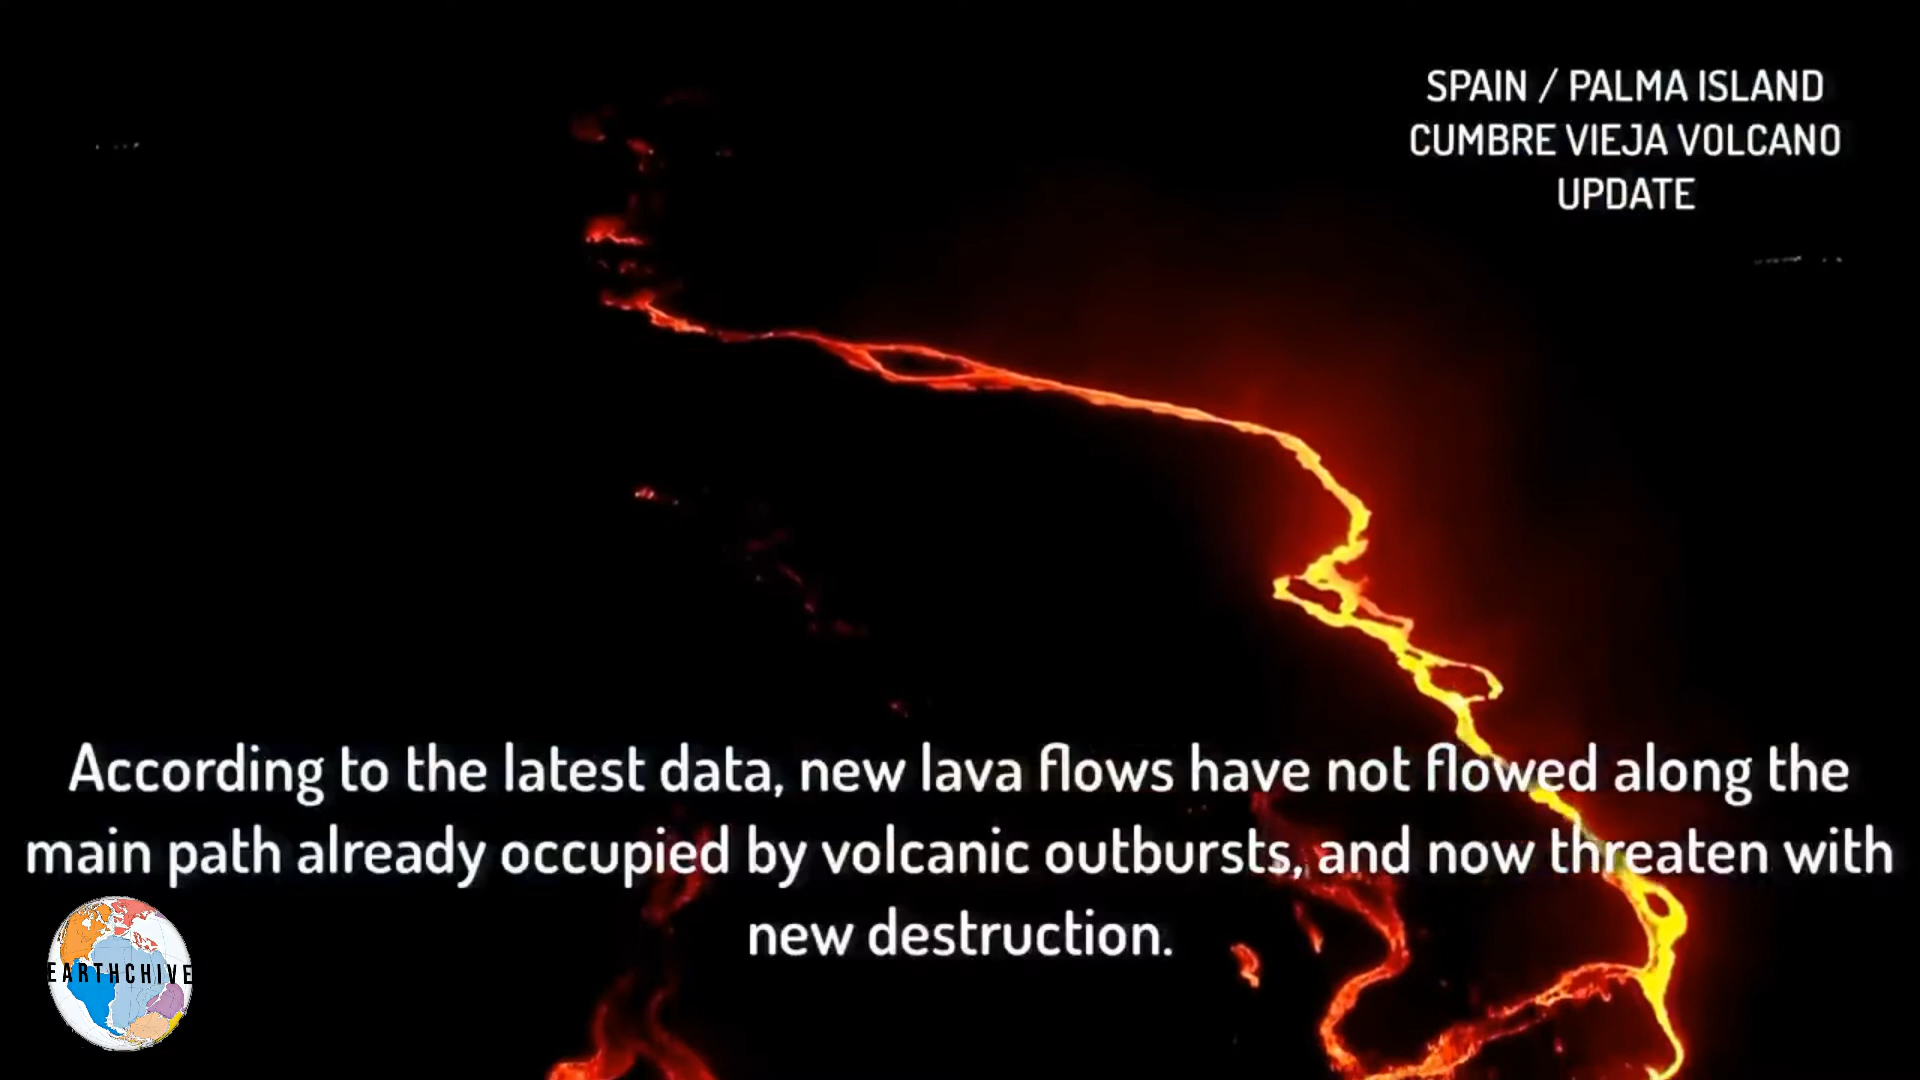 SPAIN / PALMA ISLAND
CUMBRE VIEJA VOLCANO
UPDATE
According to the latest data, new lava flows have not flowed along the
main path already occupied by volcanic outbursts, and now threaten with
new destruction.
EARTHCHIVE